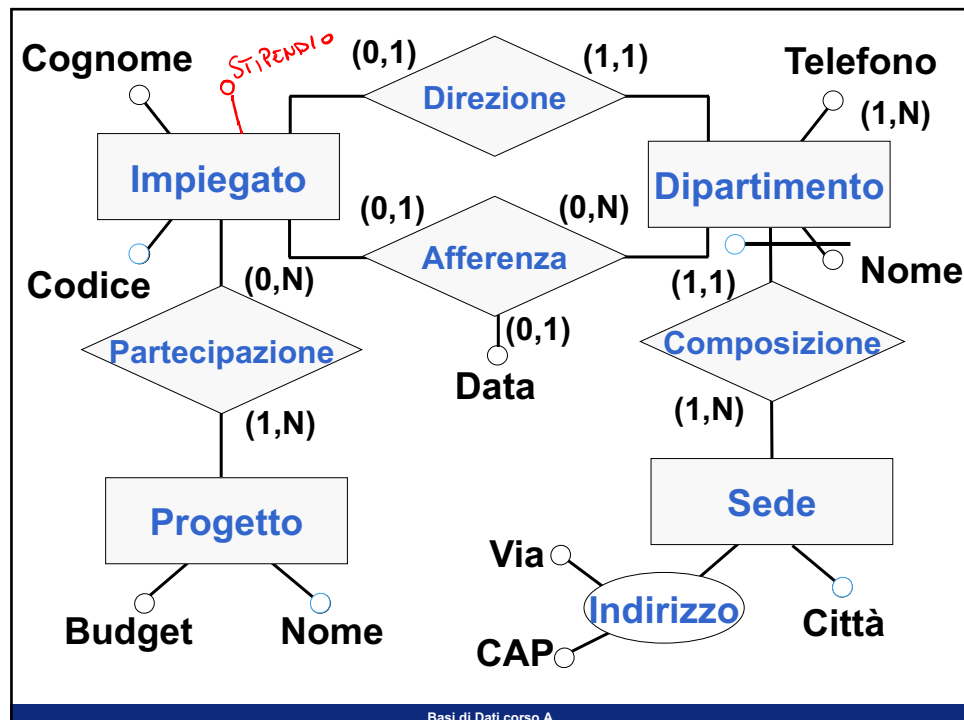 Cognome
STIPENDIO
(0,1)
(1,1)
Telefono
Direzione
(1,N)
Impiegato
Dipartimento
(0,1)
(0,N)
Afferenza
Codice
(0,N)
(1,1)
Nome
Partecipazione
(0,1)
Composizione
Data
(1,N)
(1,N)
Progetto
Sede
Via
Indirizzo
Budget
Nome
CAP
Città
Basi di Dati corso A